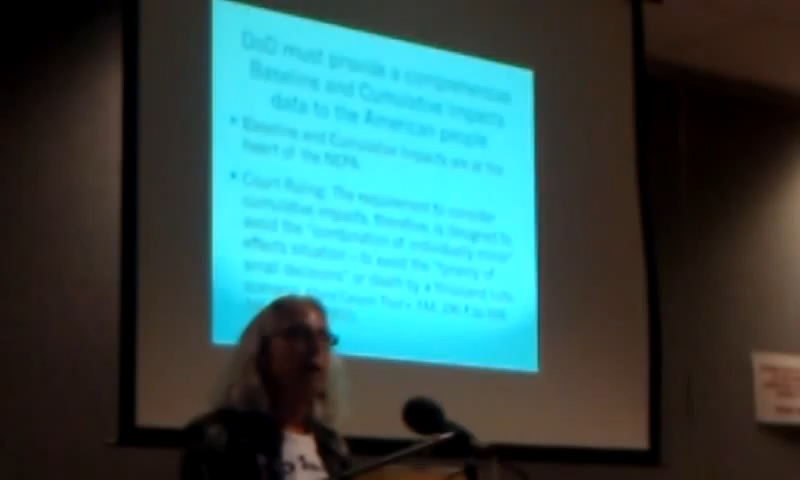 DoD must provide a comprehensive
Baseline and Cumulative Impacts
data to the American people
• Baseline and Cumulative Impacts are at the
heart of the NEPA
• Court Ruling: The requirement to consider
cumulative impacts, therefore, is designed to
avoid the "combination of individually minor"
effects situation – to avoid the "tyranny of
small decisions" or death by a thousand cuts